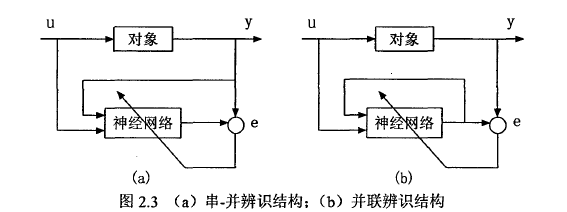 u y u y
对象 对象
神经网络 e 神经网络 e
(a) (b)
图 2.3 （a）串-并辨识结构；（b）并联辨识结构